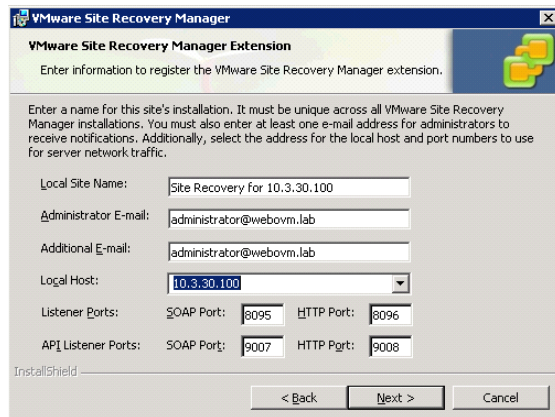 VMware Site Recovery Manager
VMware Site Recovery Manager Extension
Enter information to register the VMware Site Recovery Manager extension.
Enter a name for this site's installation. It must be unique across all VMware Site Recovery
Manager installations. You must also enter at least one e-mail address for administrators to
receive notifications. Additionally, select the address for the local host and port numbers to use
for server network traffic.
Local Site Name: Site Recovery for 10.3.30.100
Administrator E-mail: administrator@webovm.lab
Additional E-mail: administrator@webovm.lab
Local Host: 10.3.30.100
Listener Ports: SOAP Port: 8095 HTTP Port: 8096
API Listener Ports: SOAP Port: 9007 HTTP Port: 9008
InstallShield
< Back Next > Cancel